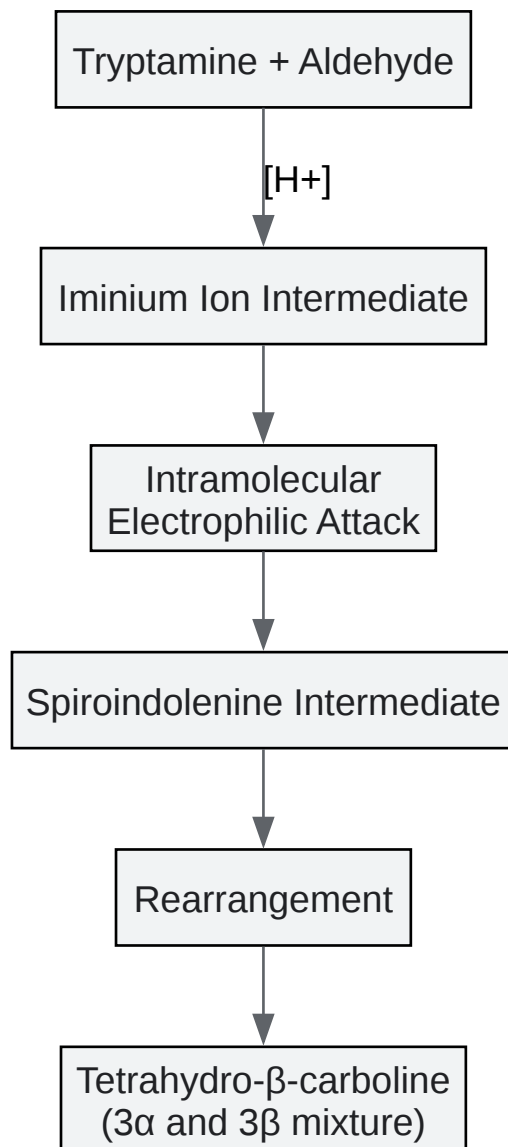 Tryptamine + Aldehyde
[H+]
Iminium Ion Intermediate
Intramolecular
Electrophilic Attack
Spiroindolenine Intermediate
Rearrangement
Tetrahydro-β-carboline
(3α and 3β mixture)